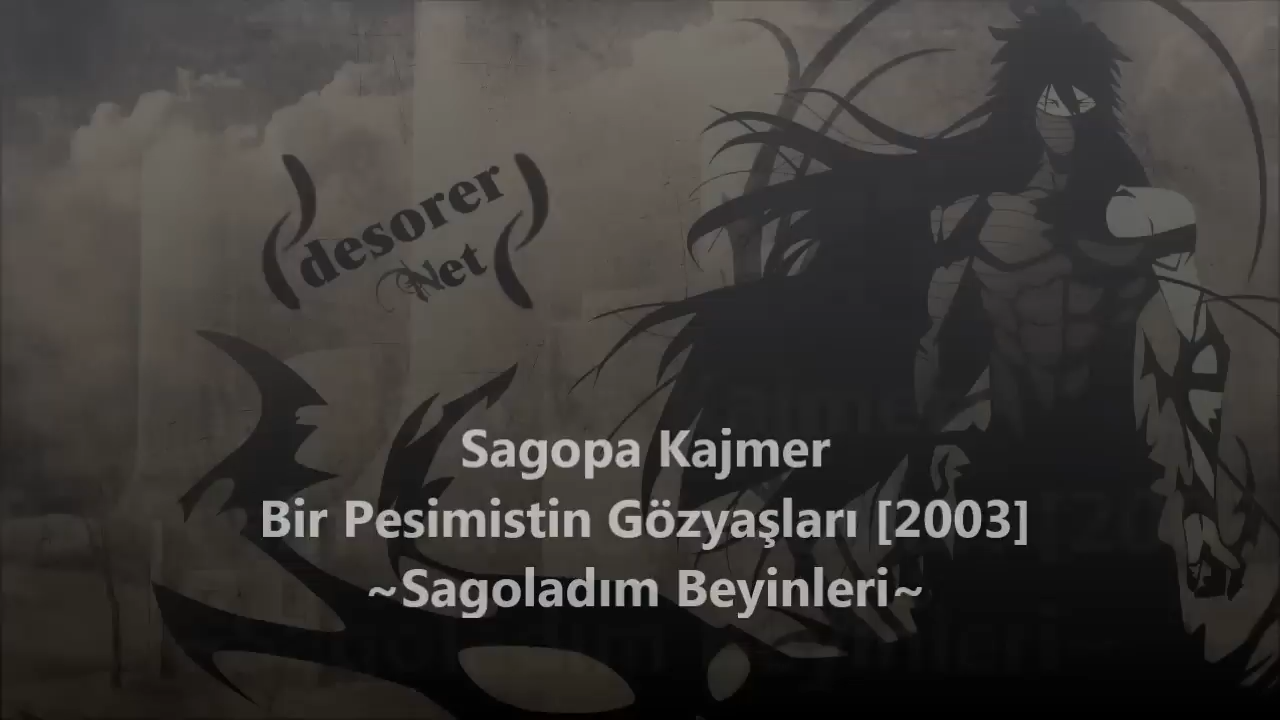 desorer
Net
Sagopa Kajmer
Bir Pesimistin Gözyaşları [2003]
~Sagoladım Beyinleri~